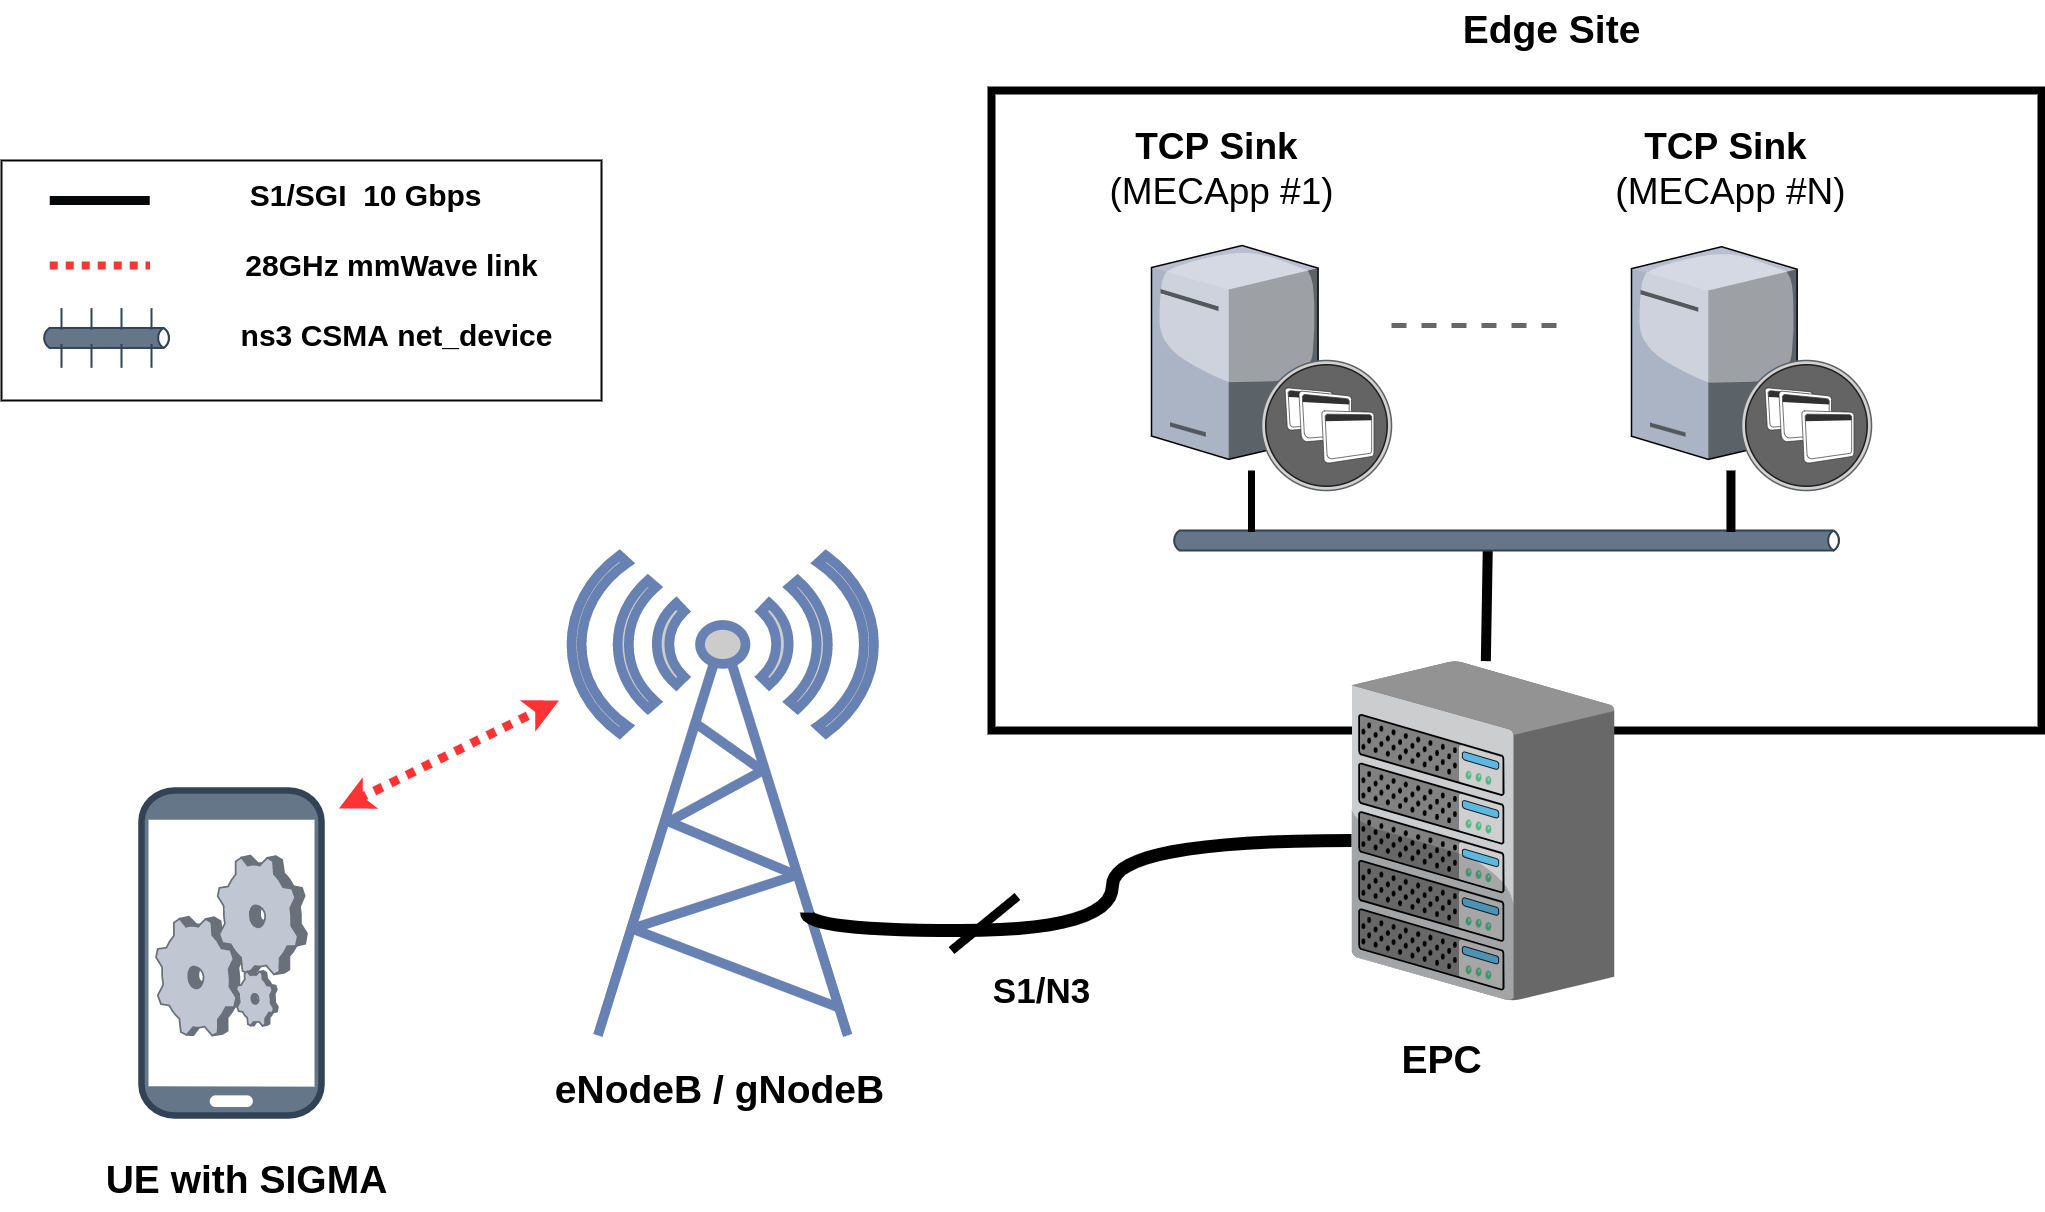 Edge Site
TCP Sink
(MECApp #1)
TCP Sink
(MECApp #N)
S1/SGI  10 Gbps
28GHz mmWave link
ns3 CSMA net_device
S1/N3
EPC
eNodeB / gNodeB
UE with SIGMA